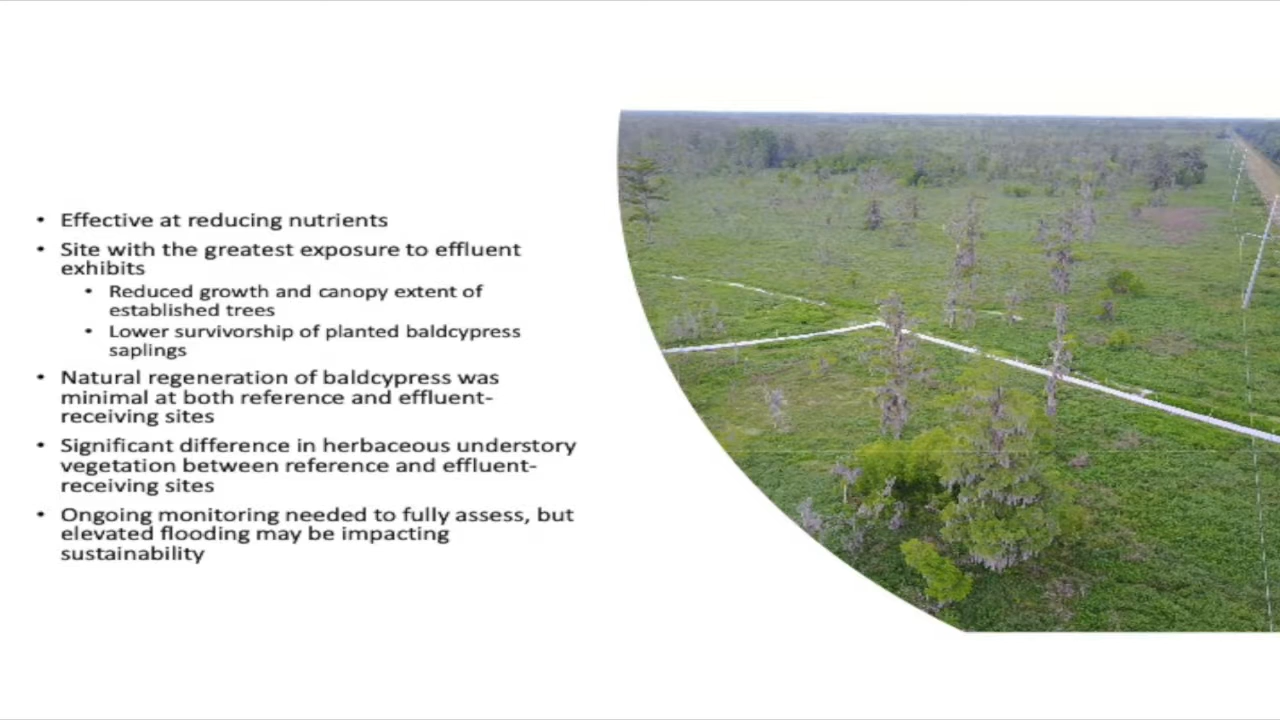 • Effective at reducing nutrients
• Site with the greatest exposure to effluent
exhibits
• Reduced growth and canopy extent of
established trees
• Lower survivorship of planted baldcypress
saplings
• Natural regeneration of baldcypress was
minimal at both reference and effluent-
receiving sites
• Significant difference in herbaceous understory
vegetation between reference and effluent-
receiving sites
• Ongoing monitoring needed to fully assess, but
elevated flooding may be impacting
sustainability